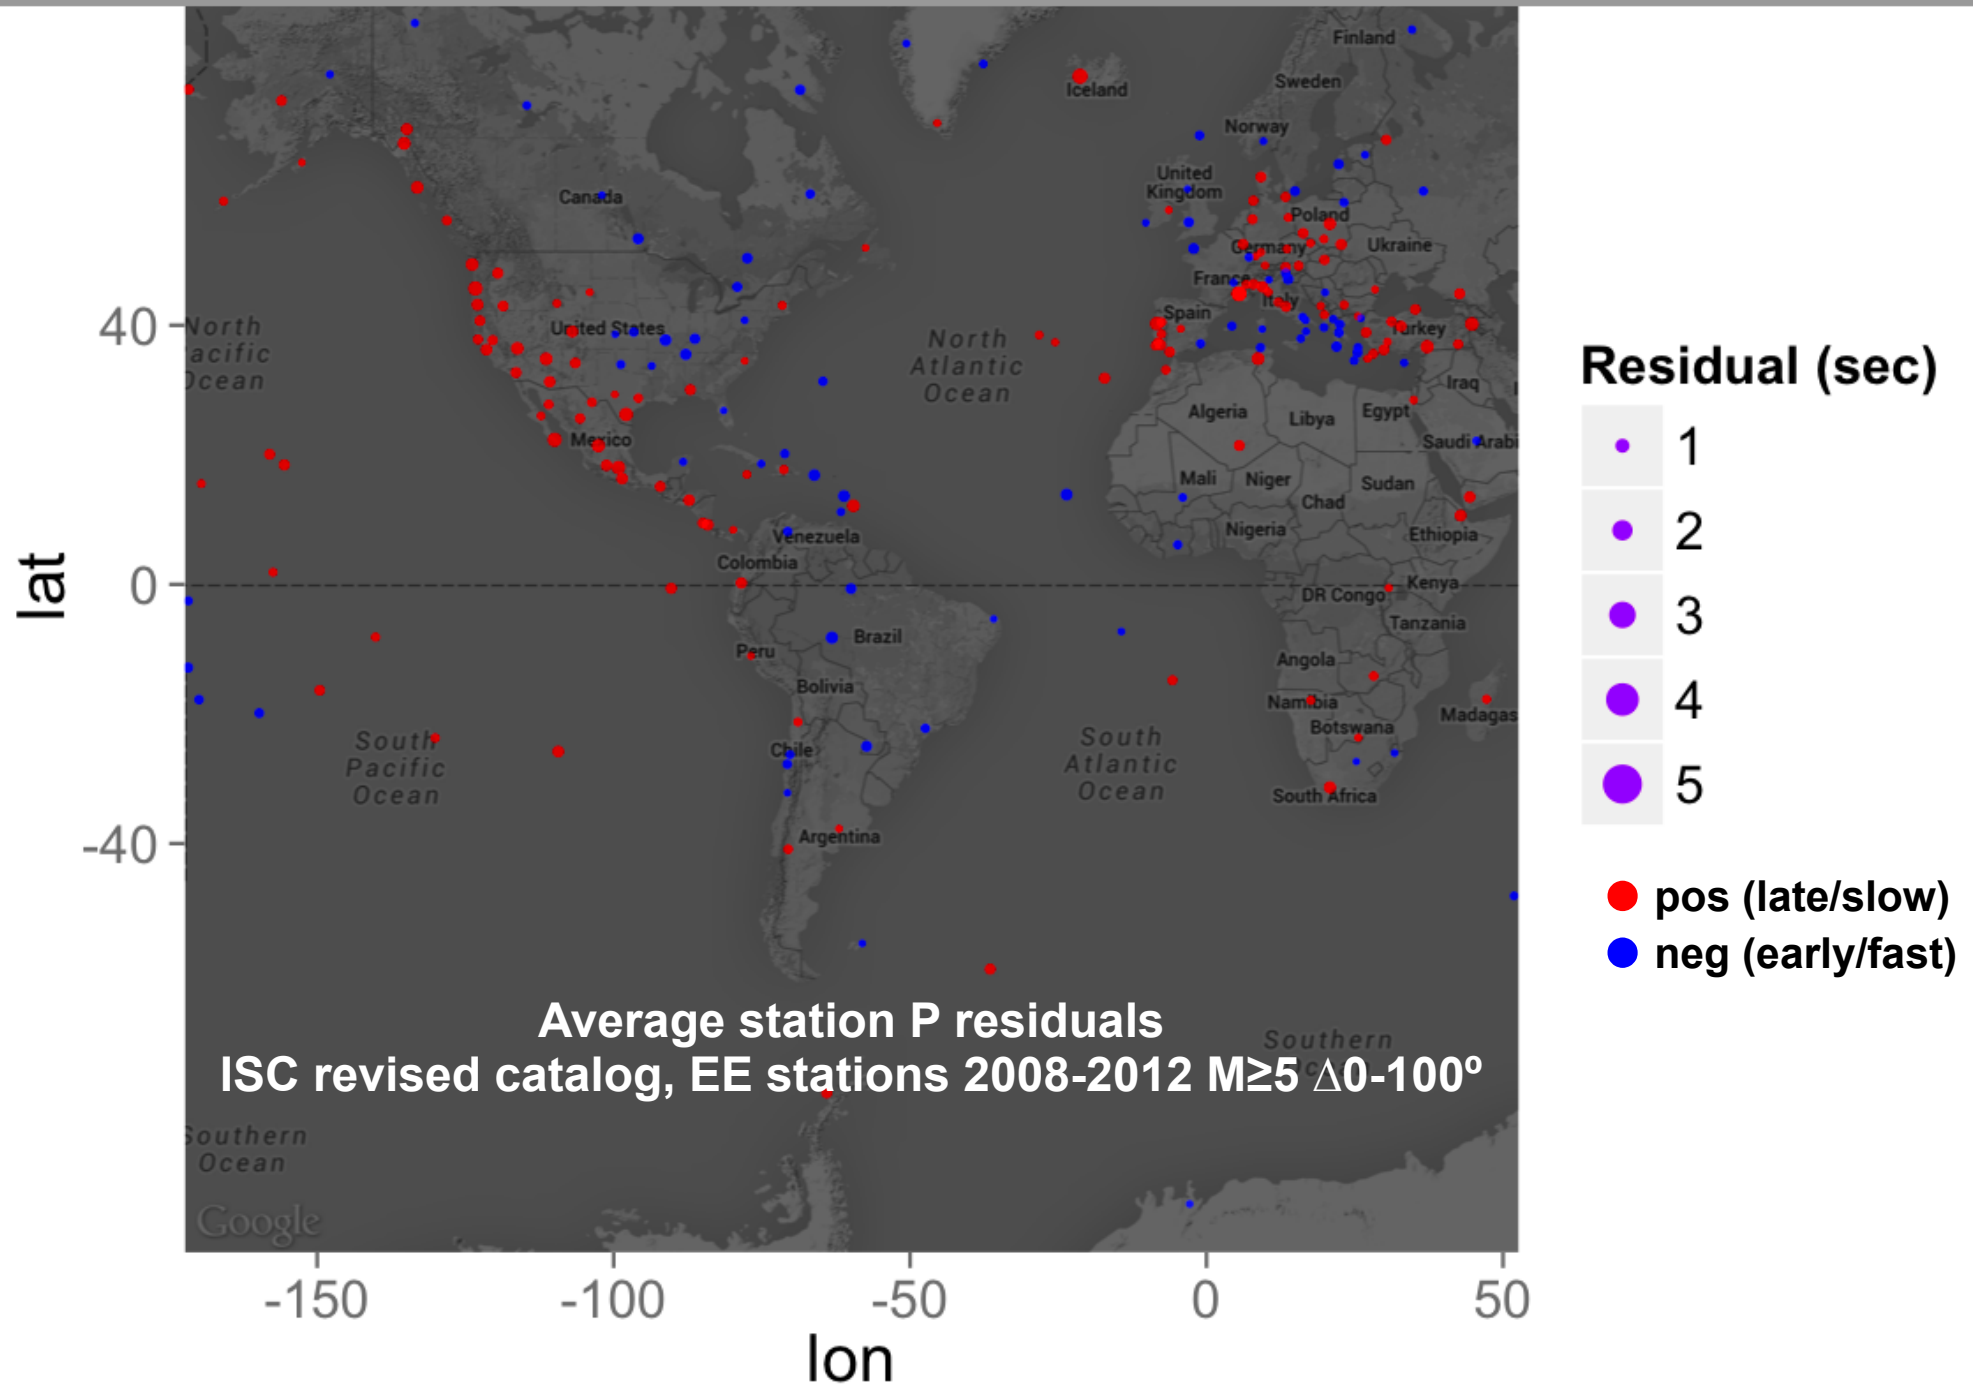 Finland
Sweden
Iceland
Norway
United
Kingdom
Canada
Poland
Germany
Ukraine
France
Italy
Spain
Turkey
United States
40
North
acific
Ocean
North
Atlantic
Ocean
Iraq
Algeria
Libya
Egypt
Mexico
Saudi Arabi
Mali
Niger
Sudan
Chad
Nigeria
Ethiopia
Venezuela
Colombia
lat
0
DR Congo
Kenya
Tanzania
Brazil
Peru
Angola
Bolivia
Namibia
Madagas
Botswana
South
Pacific
Ocean
Chile
South
Atlantic
Ocean
South Africa
Argentina
-40
Average station P residuals
Southern
ISC revised catalog, EE stations 2008-2012 M≥5 Δ0-100º
Southern
Ocean
Google
-150
-100
-50
0
50
lon
Residual (sec)
1
2
3
4
5
pos (late/slow)
neg (early/fast)